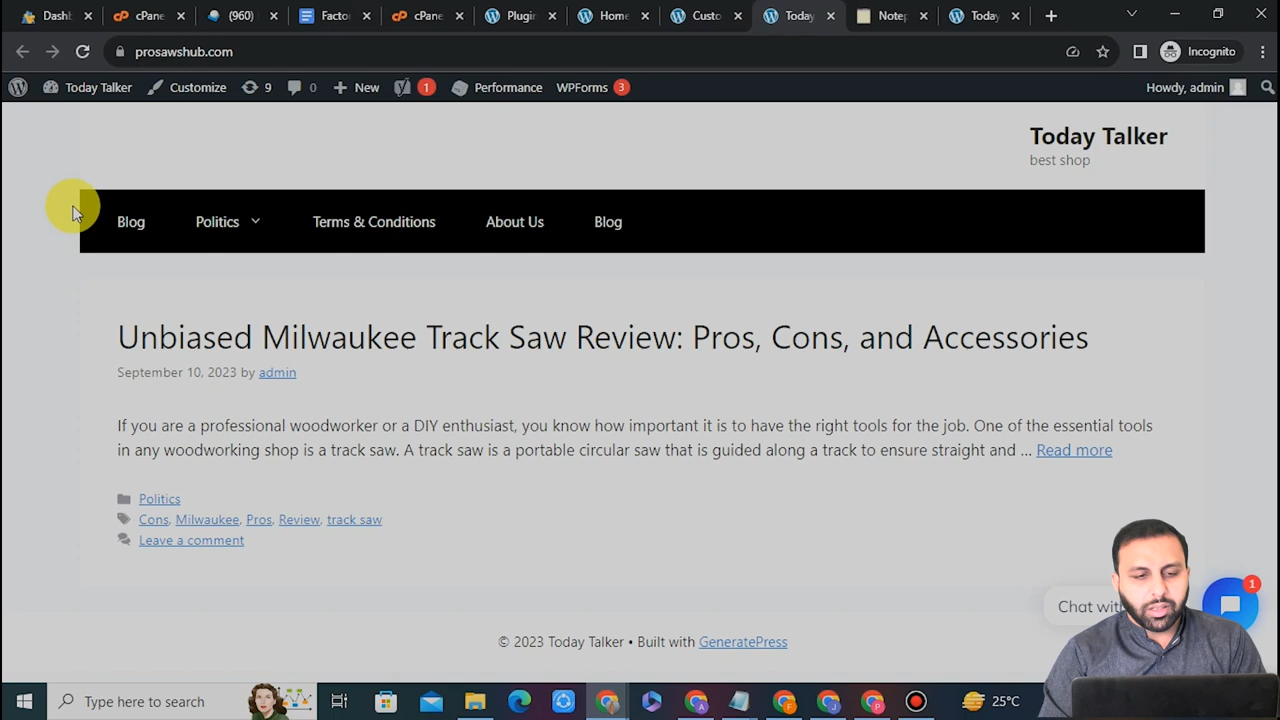 Dashb
cPane
(960)
Factor
cPane
Plugin
Home
Custo
Today
Notep
Today
prosawshub.com
Incognito
Today Talker
Customize
9
0
New
1
Performance
WPForms 3
Howdy, admin
Today Talker
best shop
Blog
Politics
Terms & Conditions
About Us
Blog
Unbiased Milwaukee Track Saw Review: Pros, Cons, and Accessories
September 10, 2023 by admin
If you are a professional woodworker or a DIY enthusiast, you know how important it is to have the right tools for the job. One of the essential tools
in any woodworking shop is a track saw. A track saw is a portable circular saw that is guided along a track to ensure straight and ... Read more
Politics
Cons, Milwaukee, Pros, Review, track saw
Leave a comment
1
Chat wit
© 2023 Today Talker • Built with GeneratePress
Type here to search
25°C